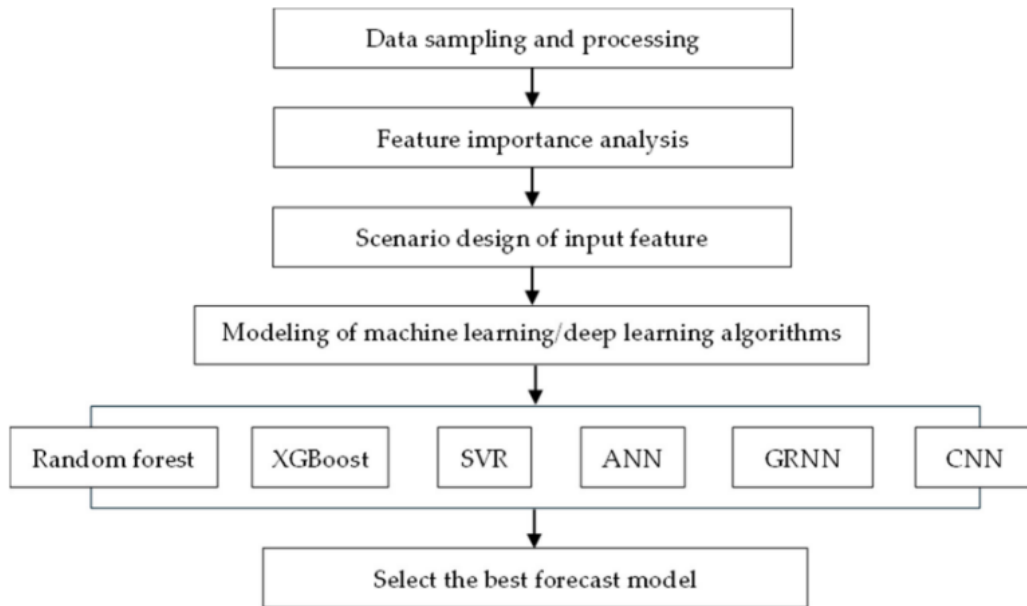 Data sampling and processing
Feature importance analysis
Scenario design of input feature
Modeling of machine learning/deep learning algorithms
Random forest
XGBoost
SVR
ANN
GRNN
CNN
Select the best forecast model